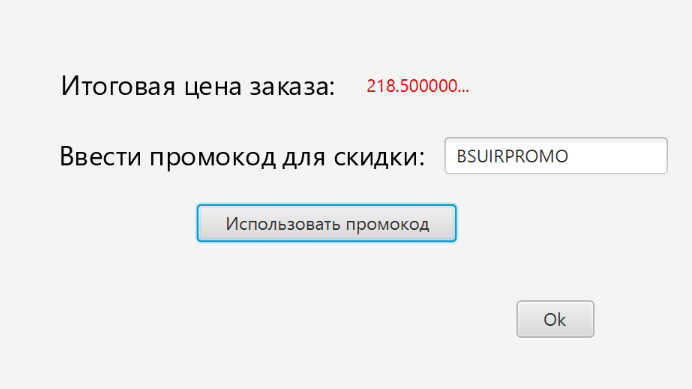 Итоговая цена заказа: 218.500000...
Ввести промокод для скидки: BSUIRPROMO
Использовать промокод
Ok